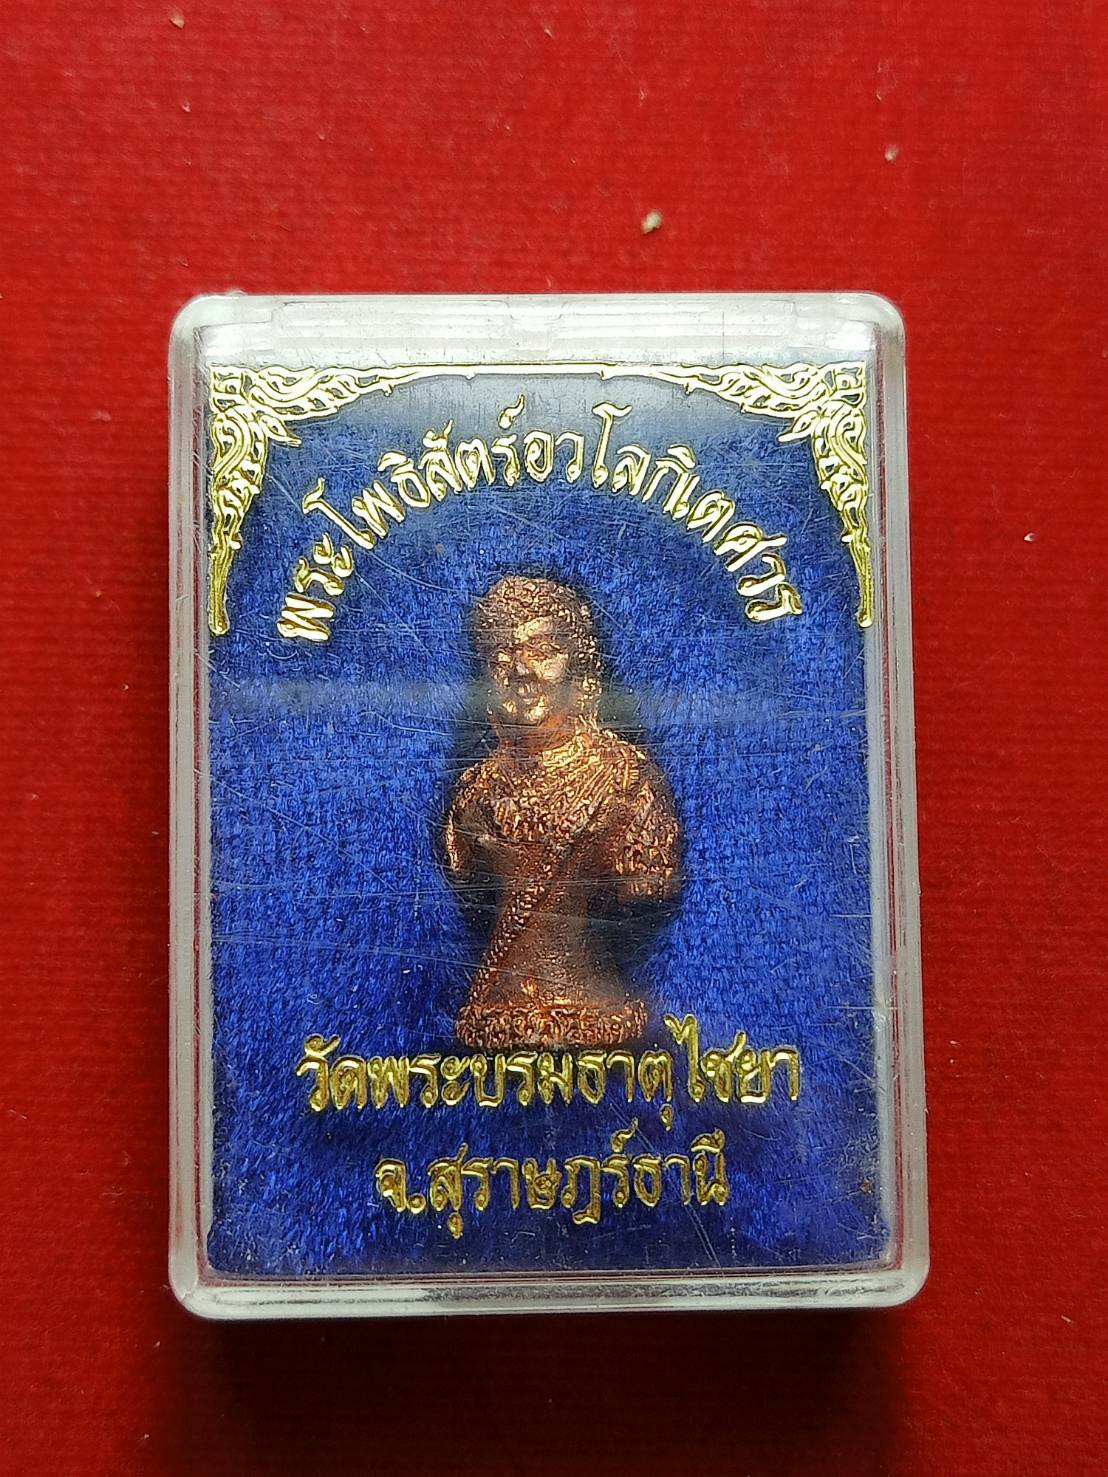 พระโพธิสัตร์อวโลกิเตศวร
วัดพระบรมธาตุไชยา
จ.สุราษฎร์ธานี